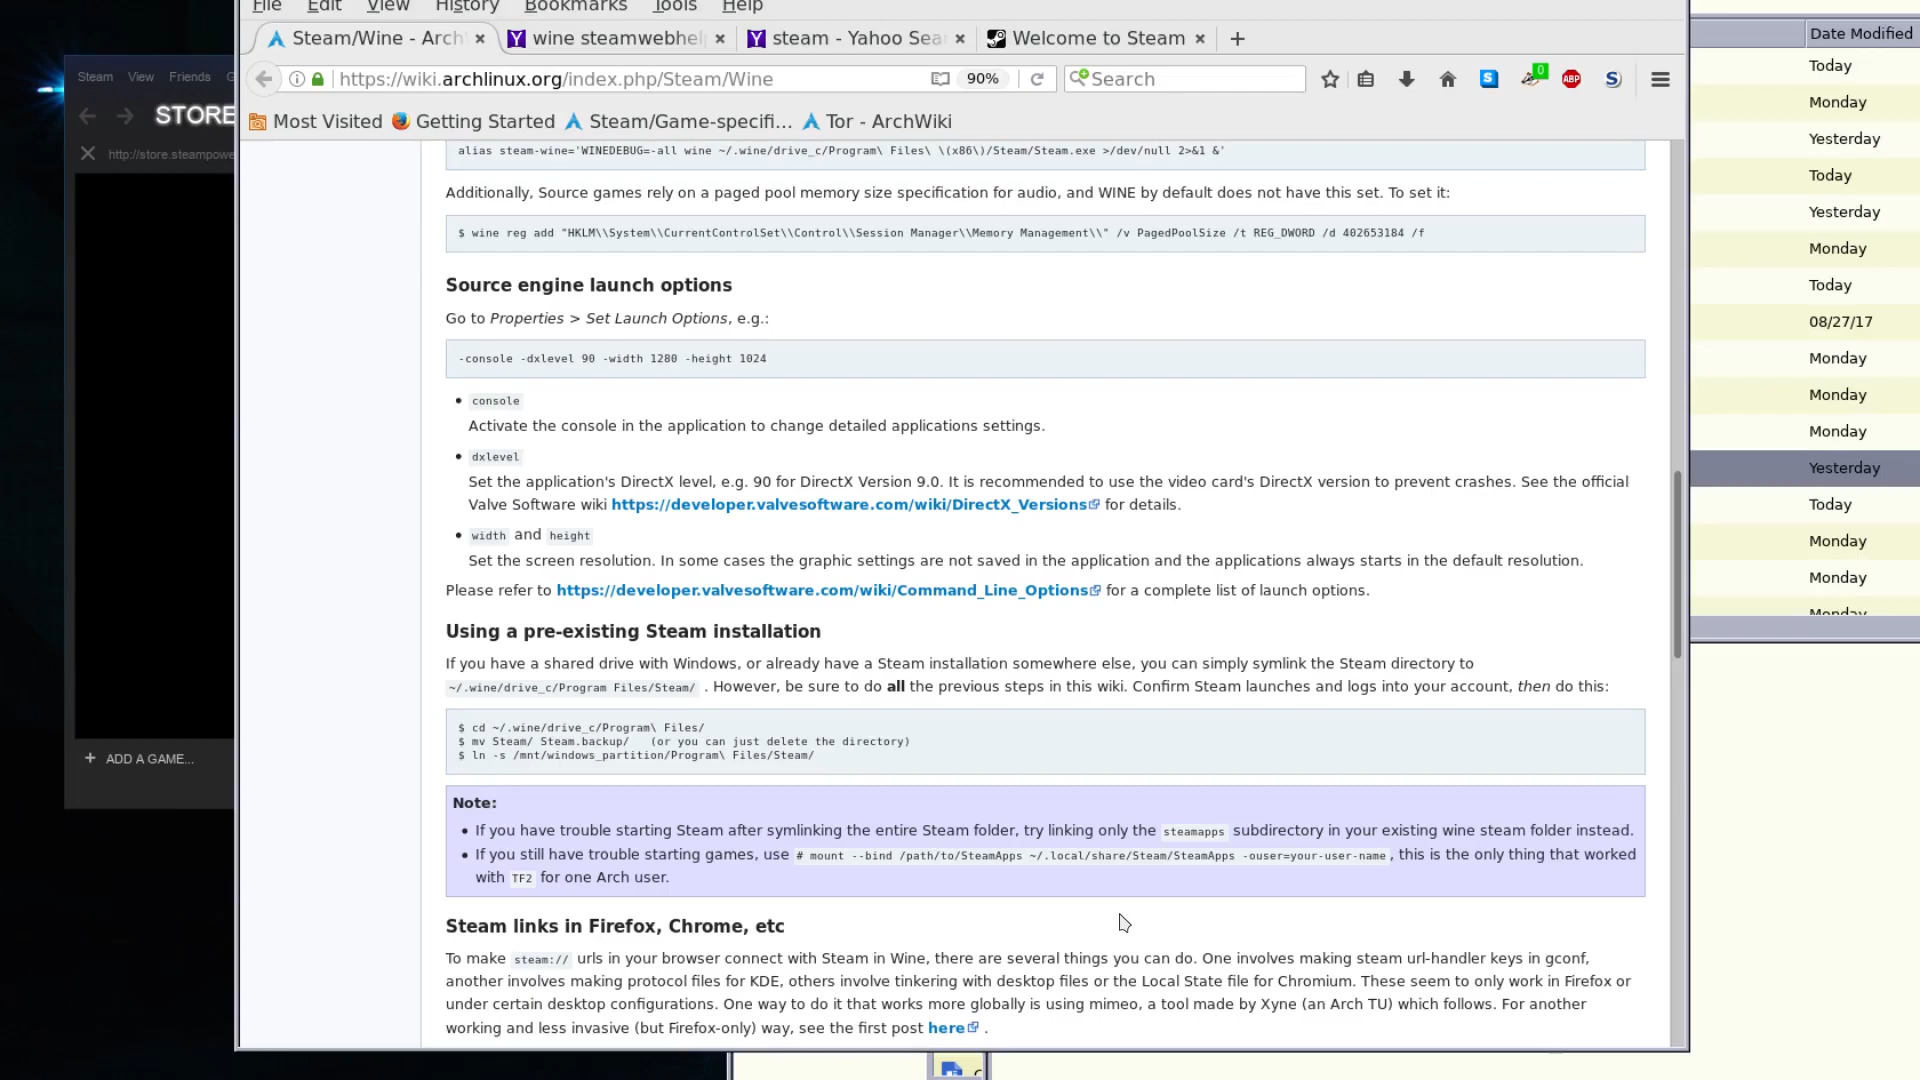 File Edit View History Bookmarks Tools Help
Steam/Wine - Arch
wine steamwebhel
steam - Yahoo Sea
Welcome to Steam
https://wiki.archlinux.org/index.php/Steam/Wine
90%
Search
0
ABP
Most Visited
Getting Started
Steam/Game-specifi...
Tor - ArchWiki
alias steam-wine='WINEDEBUG=-all wine ~/.wine/drive_c/Program\ Files\ \(x86\)/Steam/Steam.exe >/dev/null 2>&1 &'
Additionally, Source games rely on a paged pool memory size specification for audio, and WINE by default does not have this set. To set it:
$ wine reg add "HKLM\\System\\CurrentControlSet\\Control\\Session Manager\\Memory Management\\" /v PagedPoolSize /t REG_DWORD /d 402653184 /f
Source engine launch options
Go to Properties > Set Launch Options, e.g.:
-console -dxlevel 90 -width 1280 -height 1024
• console
Activate the console in the application to change detailed applications settings.
• dxlevel
Set the application's DirectX level, e.g. 90 for DirectX Version 9.0. It is recommended to use the video card's DirectX version to prevent crashes. See the official
Valve Software wiki https://developer.valvesoftware.com/wiki/DirectX_Versions for details.
• width and height
Set the screen resolution. In some cases the graphic settings are not saved in the application and the applications always starts in the default resolution.
Please refer to https://developer.valvesoftware.com/wiki/Command_Line_Options for a complete list of launch options.
Using a pre-existing Steam installation
If you have a shared drive with Windows, or already have a Steam installation somewhere else, you can simply symlink the Steam directory to
~/.wine/drive_c/Program Files/Steam/ . However, be sure to do all the previous steps in this wiki. Confirm Steam launches and logs into your account, then do this:
$ cd ~/.wine/drive_c/Program\ Files/
$ mv Steam/ Steam.backup/   (or you can just delete the directory)
$ ln -s /mnt/windows_partition/Program\ Files/Steam/
Note:
• If you have trouble starting Steam after symlinking the entire Steam folder, try linking only the steamapps subdirectory in your existing wine steam folder instead.
• If you still have trouble starting games, use # mount --bind /path/to/SteamApps ~/.local/share/Steam/SteamApps -ouser=your-user-name, this is the only thing that worked
with TF2 for one Arch user.
Steam links in Firefox, Chrome, etc
To make steam:// urls in your browser connect with Steam in Wine, there are several things you can do. One involves making steam url-handler keys in gconf,
another involves making protocol files for KDE, others involve tinkering with desktop files or the Local State file for Chromium. These seem to only work in Firefox or
under certain desktop configurations. One way to do it that works more globally is using mimeo, a tool made by Xyne (an Arch TU) which follows. For another
working and less invasive (but Firefox-only) way, see the first post here .
Steam View Friends G
STORE
http://store.steampowe
+ ADD A GAME...
Date Modified
Today
Monday
Yesterday
Today
Yesterday
Monday
Today
08/27/17
Monday
Monday
Monday
Yesterday
Today
Monday
Monday
Monday